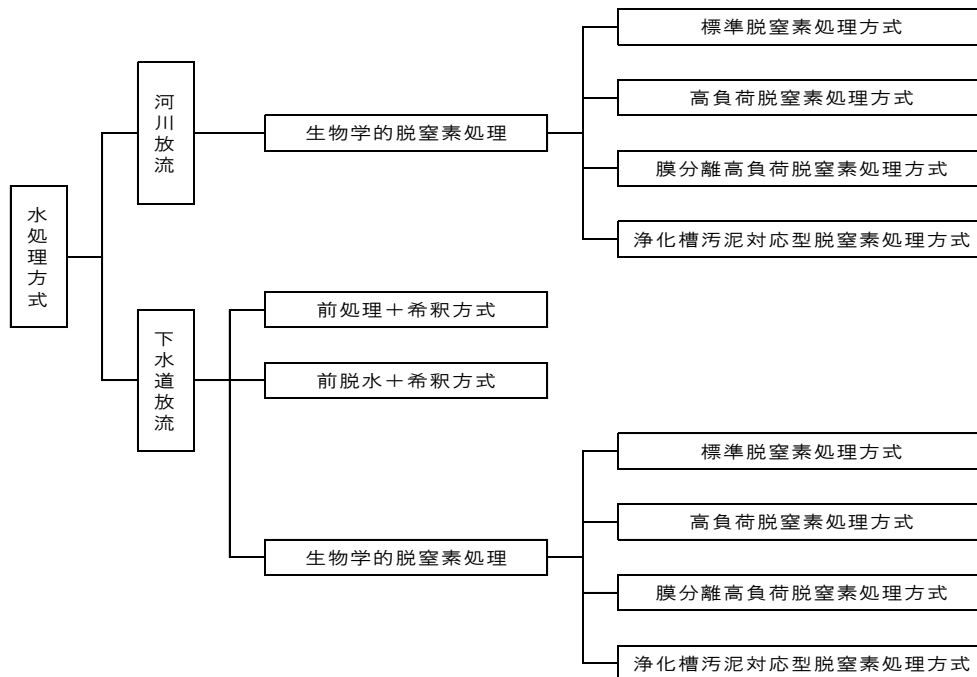 水処理方式
河川放流
生物学的脱窒素処理
標準脱窒素処理方式
高負荷脱窒素処理方式
膜分離高負荷脱窒素処理方式
浄化槽汚泥対応型脱窒素処理方式
下水道放流
前処理＋希釈方式
前脱水＋希釈方式
生物学的脱窒素処理
標準脱窒素処理方式
高負荷脱窒素処理方式
膜分離高負荷脱窒素処理方式
浄化槽汚泥対応型脱窒素処理方式